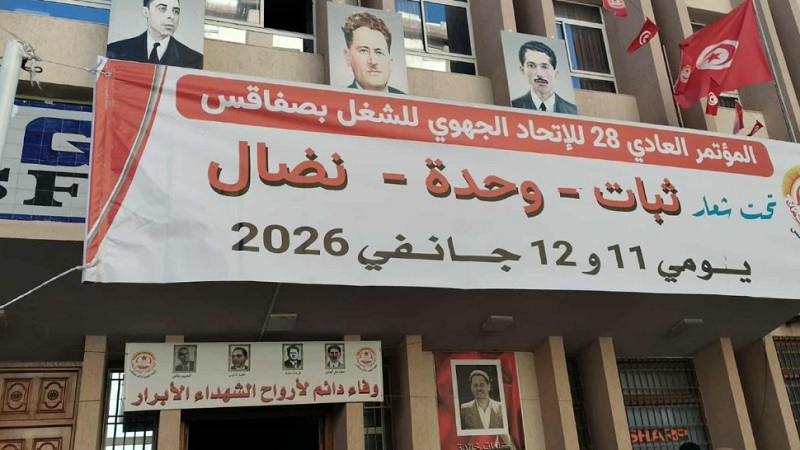 المؤتمر العادي 28 للإتحاد الجهوي للشغل بصفاقس
تحت شعار ثبات - وحدة - نضال
يومي 11 و 12 جانفي 2026
وفاء دائم لأرواح الشهداء الأبرار